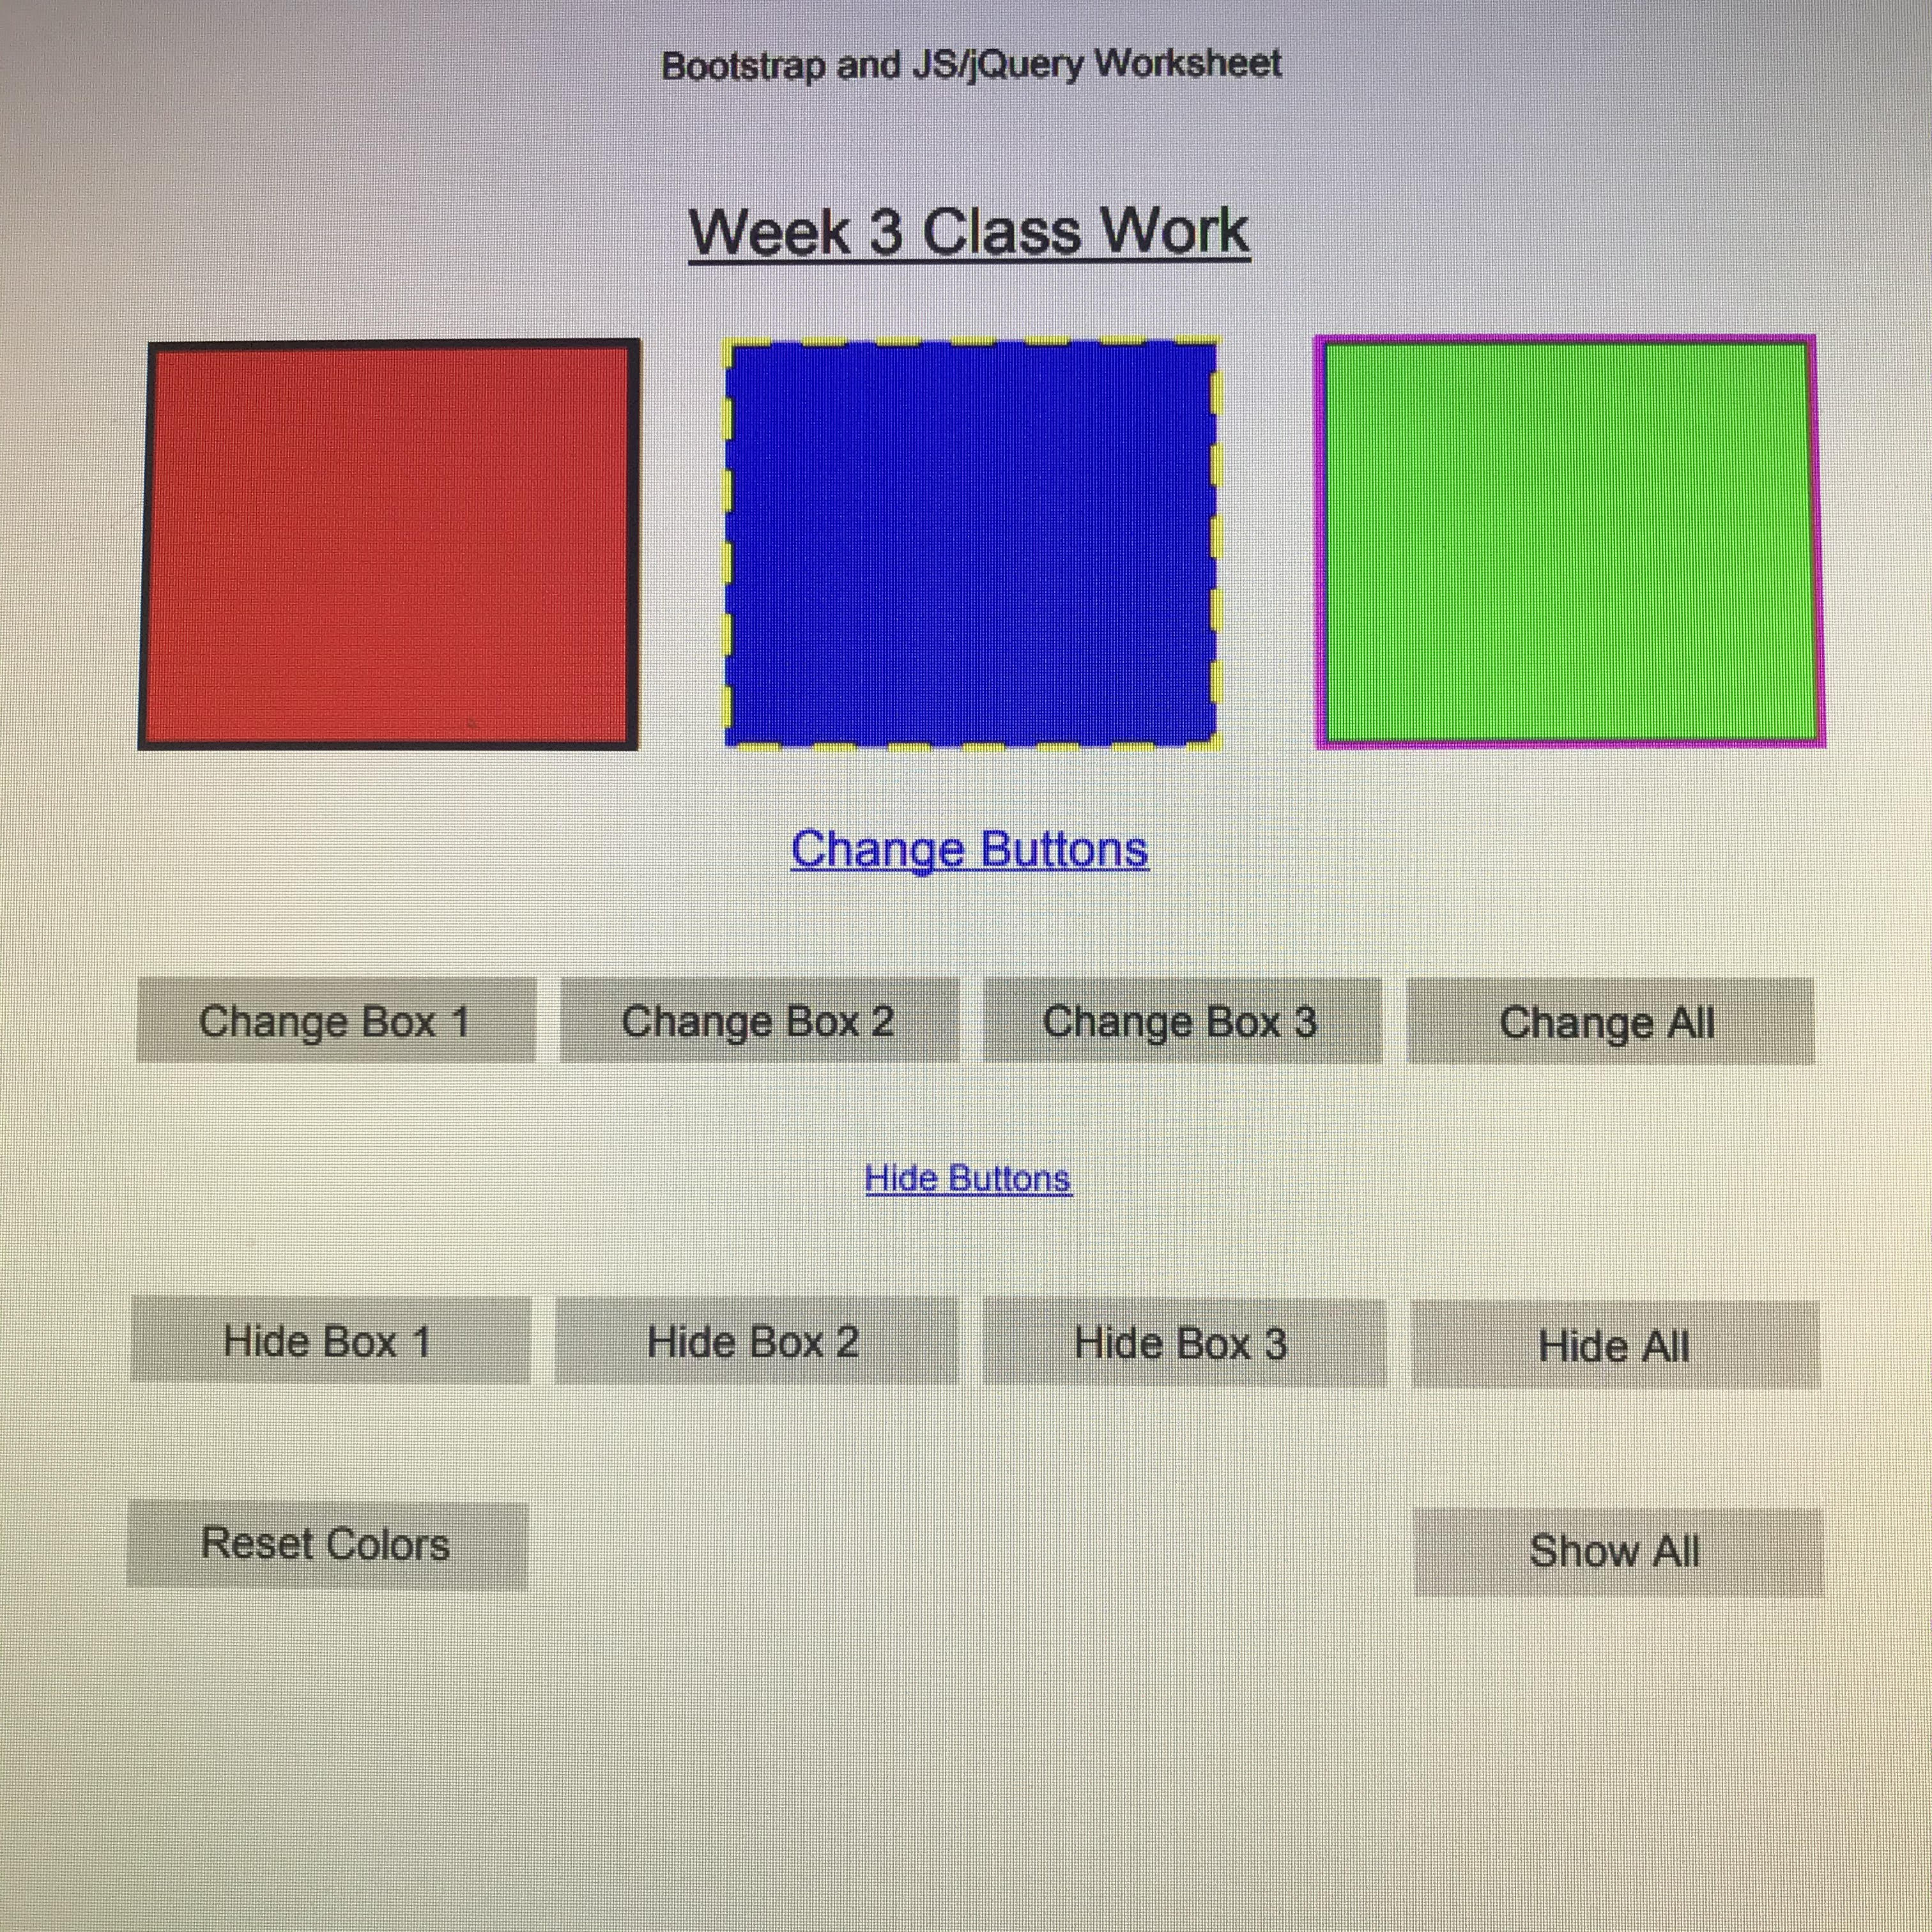 Bootstrap and JS/jQuery Worksheet
Week 3 Class Work
Change Buttons
Change Box 1 Change Box 2 Change Box 3 Change All
Hide Buttons
Hide Box 1 Hide Box 2 Hide Box 3 Hide All
Reset Colors Show All